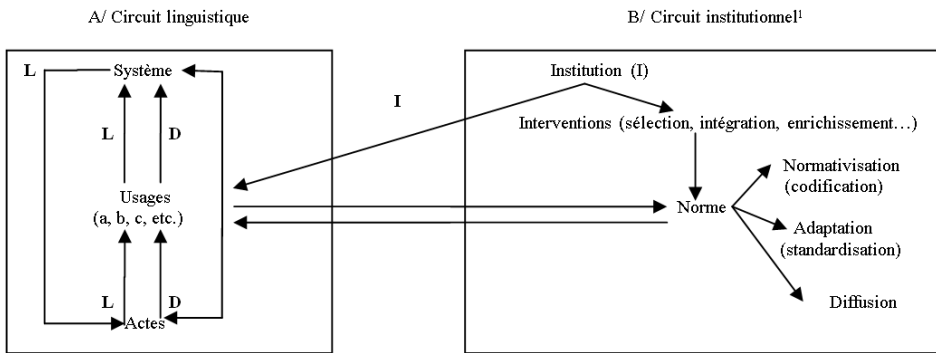 A/ Circuit linguistique
B/ Circuit institutionnel¹
L
Système
L
D
Usages
(a, b, c, etc.)
L
D
Actes
I
Institution (I)
Interventions (sélection, intégration, enrichissement…)
Norme
Normativisation
(codification)
Adaptation
(standardisation)
Diffusion